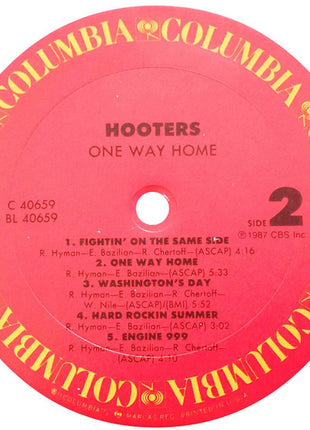 COLUMBIA
COLUMBIA
COLUMBIA
COLUMBIA
COLUMBIA
COLUMBIA
HOOTERS
ONE WAY HOME
C 40659
BL 40659
SIDE 2
℗1987 CBS Inc
1. FIGHTIN' ON THE SAME SIDE
R. Hyman—E. Bazilian—R. Chertoff—(ASCAP) 4:16
2. ONE WAY HOME
R. Hyman—E. Bazilian—(ASCAP) 5:33
3. WASHINGTON'S DAY
R. Hyman—E. Bazilian—R. Chertoff—
W. Nile—(ASCAP)/(BMI) 5:52
4. HARD ROCKIN SUMMER
R. Hyman—E. Bazilian—(ASCAP) 3:02
5. ENGINE 999
R. Hyman—E. Bazilian—R. Chertoff—
(ASCAP) 4:10